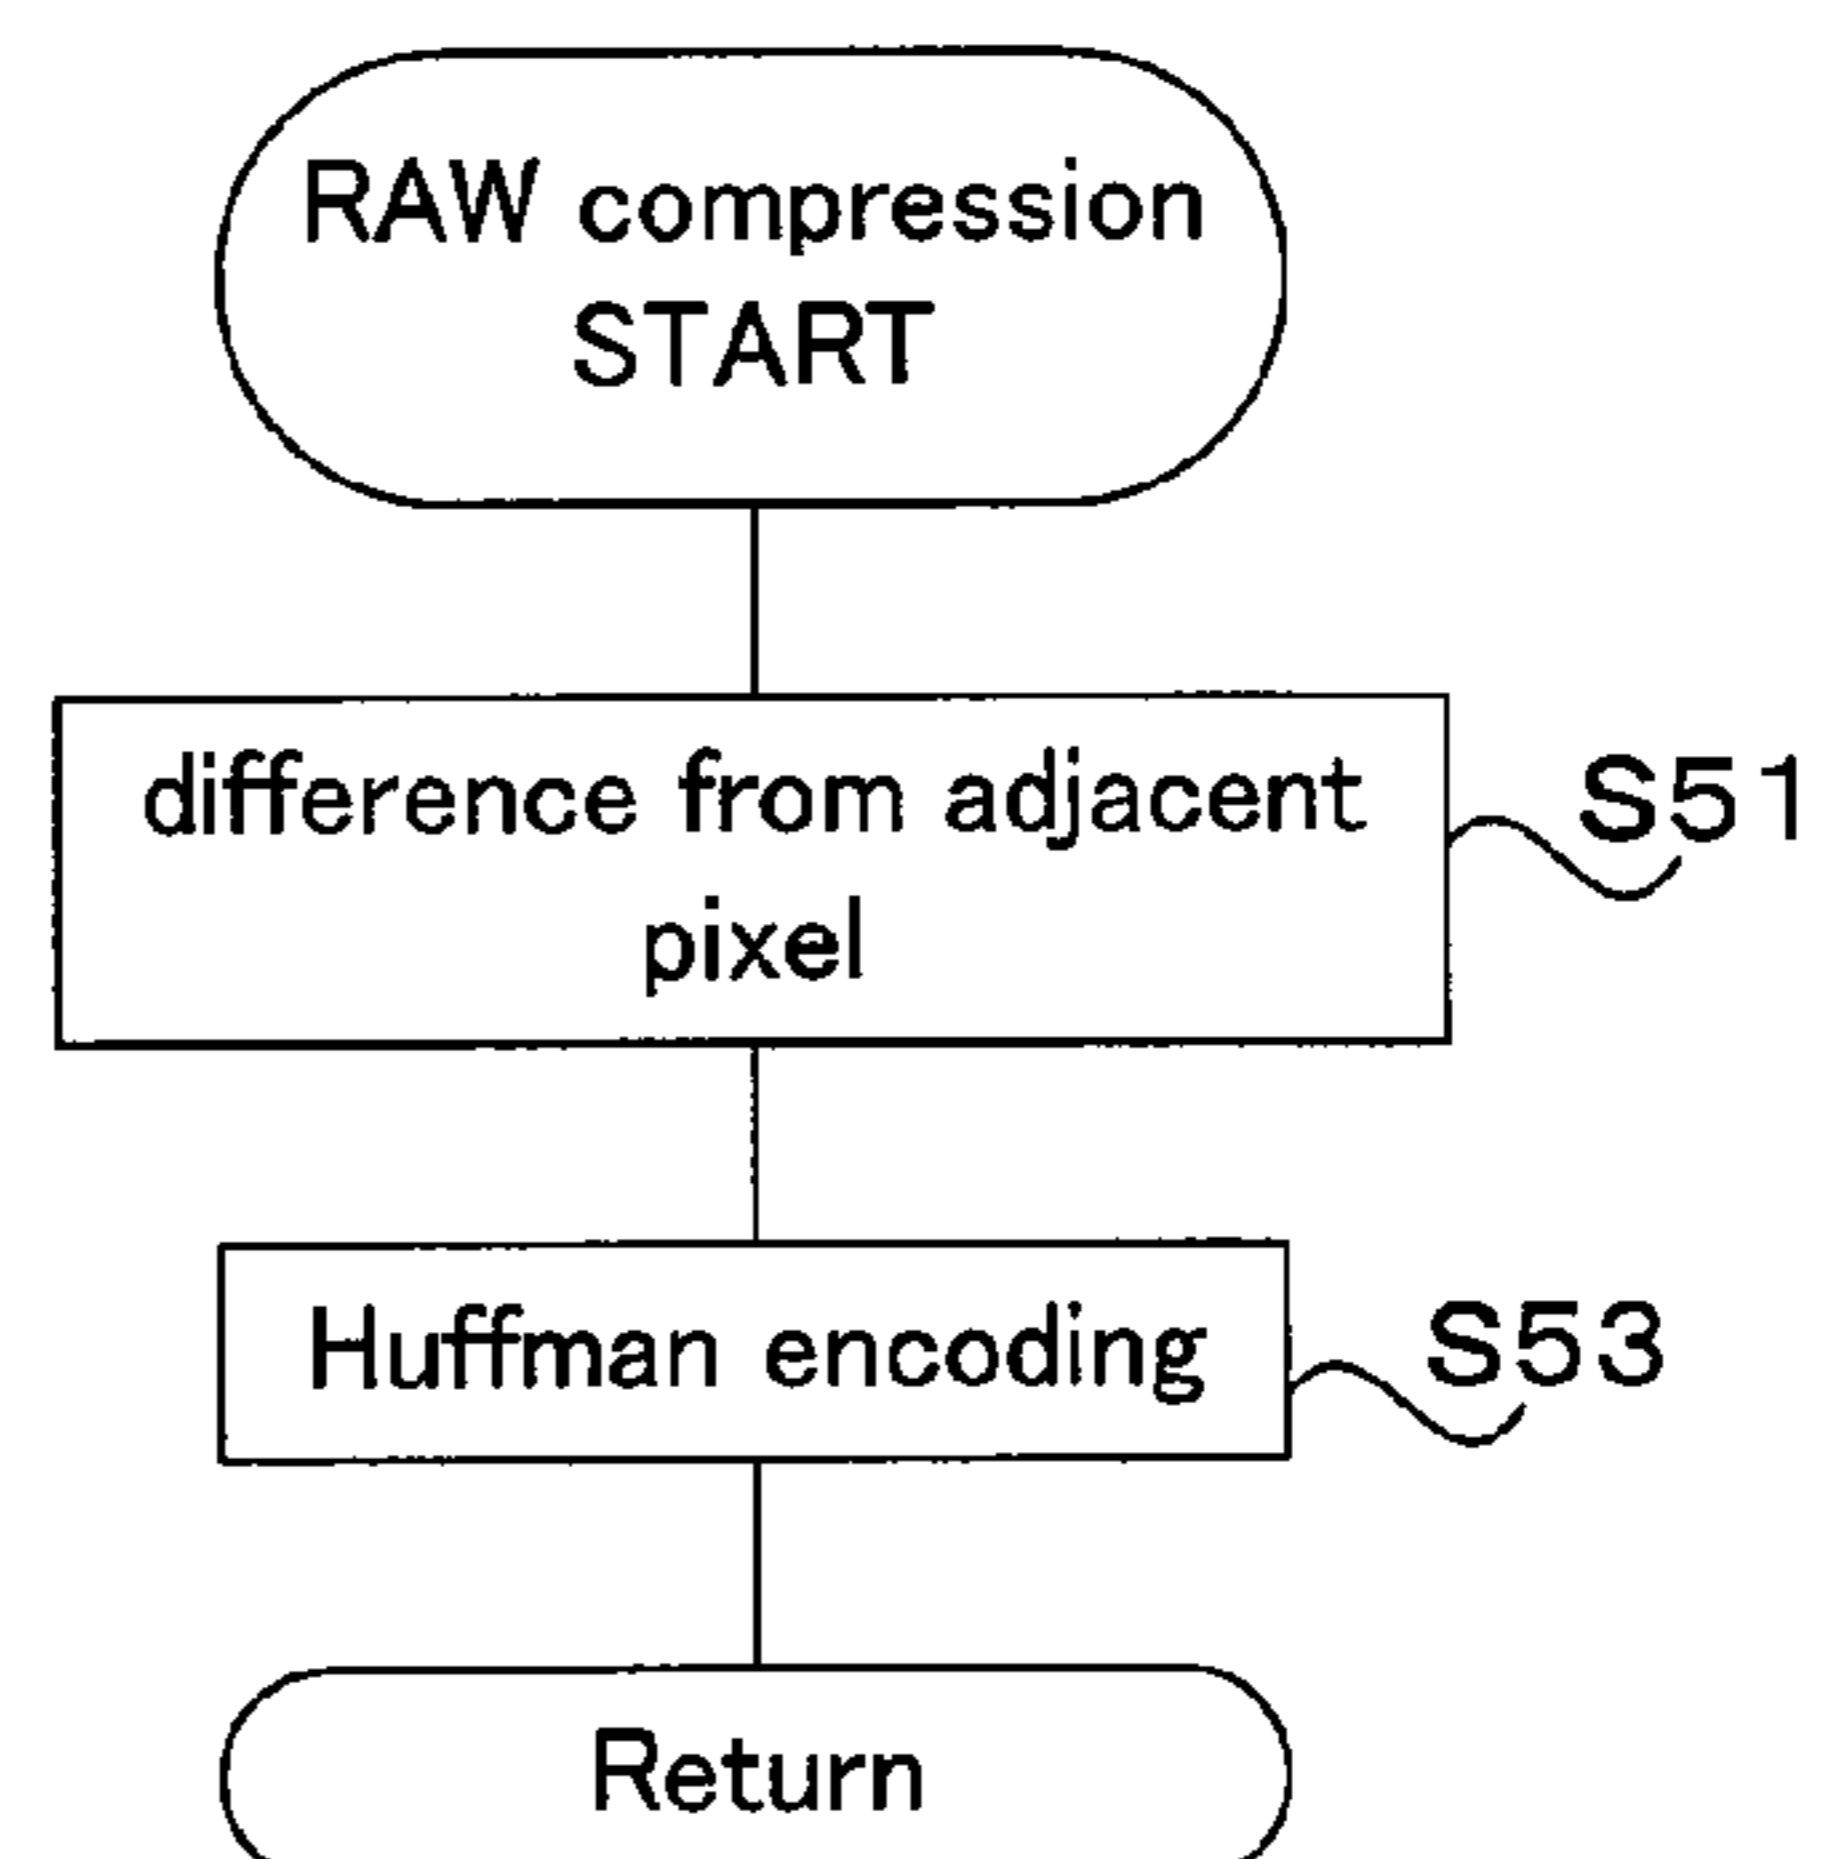 RAW compression
START
difference from adjacent
pixel
S51
Huffman encoding
S53
Return